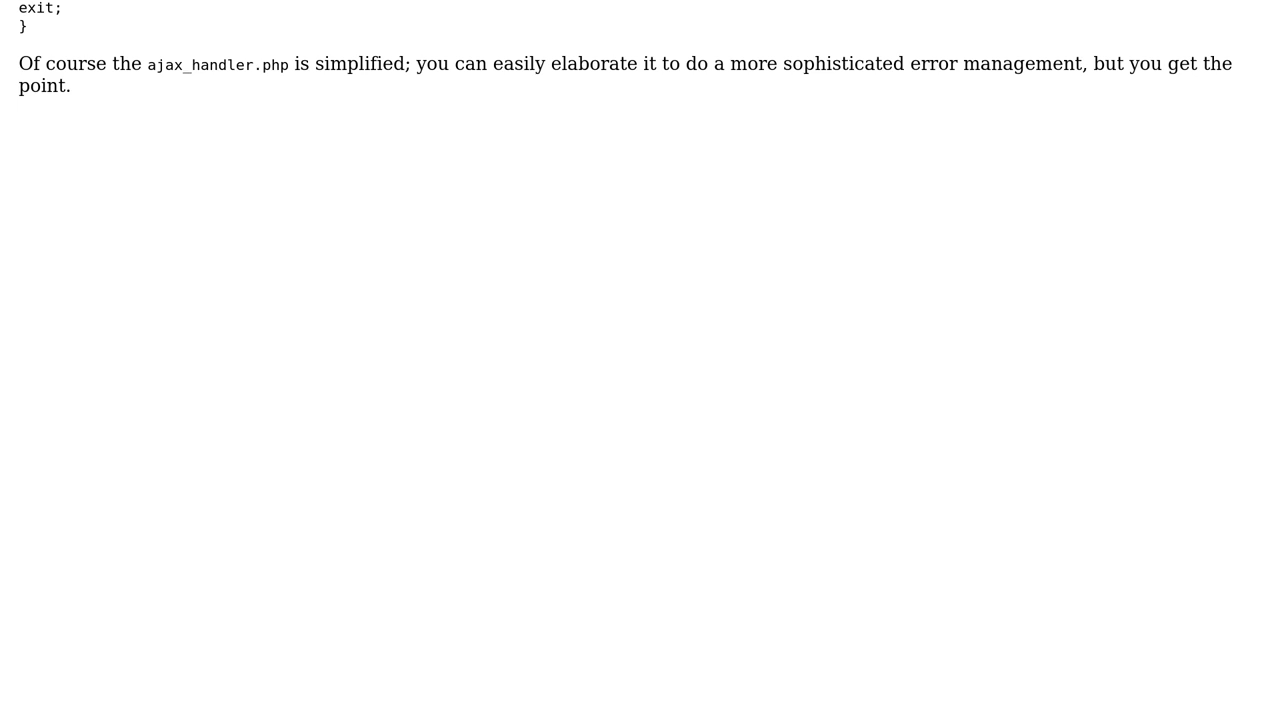 exit;
}
Of course the ajax_handler.php is simplified; you can easily elaborate it to do a more sophisticated error management, but you get the
point.